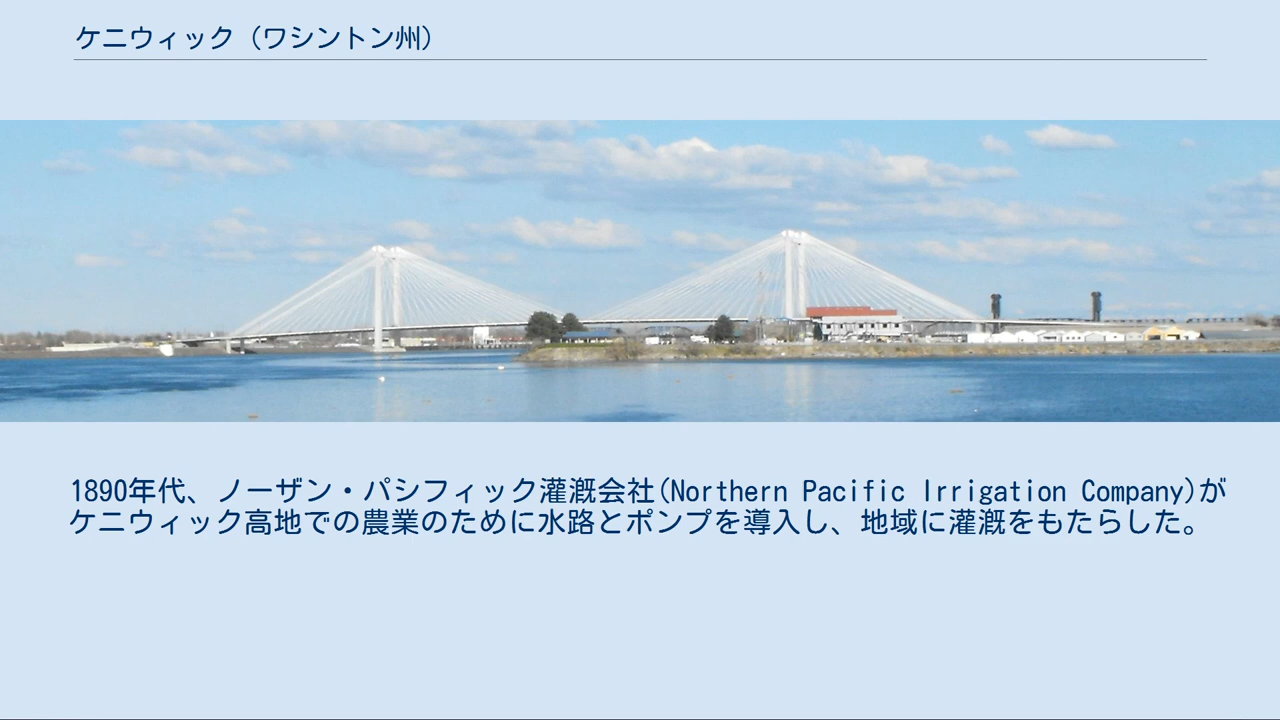 ケニウィック（ワシントン州）
1890年代、ノーザン・パシフィック灌漑会社(Northern Pacific Irrigation Company)が
ケニウィック高地での農業のために水路とポンプを導入し、地域に灌漑をもたらした。